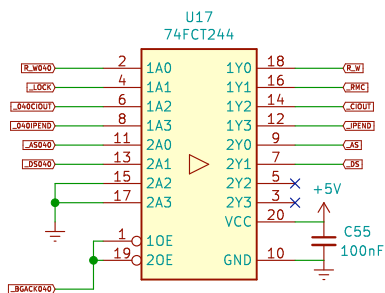 U17
74FCT244
R_W040 2 1A0 1Y0 18 R_W
_LOCK 4 1A1 1Y1 16 _RMC
_040CIOUT 6 1A2 1Y2 14 _CIOUT
_040IPEND 8 1A3 1Y3 12 _IPEND
_AS040 11 2A0 2Y0 9 _AS
_DS040 13 2A1 2Y1 7 _DS
15 2A2 2Y2 5
17 2A3 2Y3 3
+5V
VCC 20
1 1OE
19 2OE GND 10
C55
100nF
_BGACK040